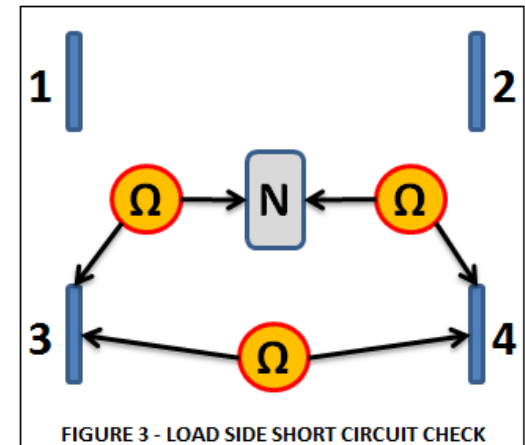 1 2
Ω N Ω
3 Ω 4
FIGURE 3 - LOAD SIDE SHORT CIRCUIT CHECK